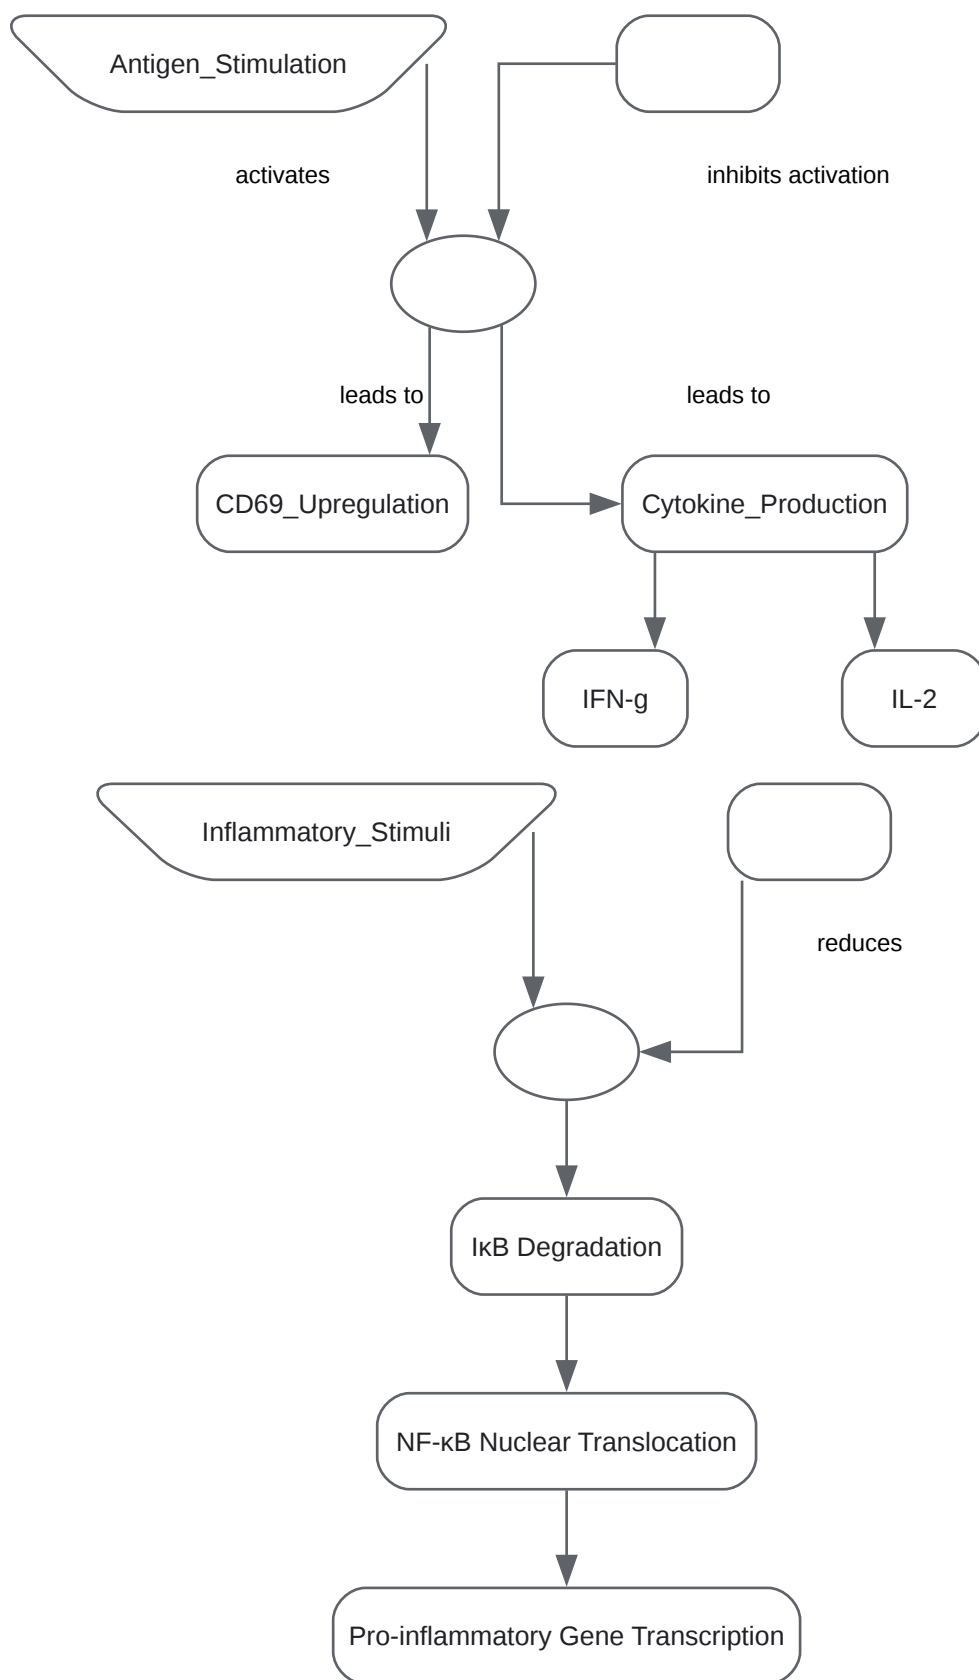 Antigen_Stimulation
activates
inhibits activation
leads to
leads to
CD69_Upregulation
Cytokine_Production
IFN-g
IL-2
Inflammatory_Stimuli
reduces
IκB Degradation
NF-κB Nuclear Translocation
Pro-inflammatory Gene Transcription